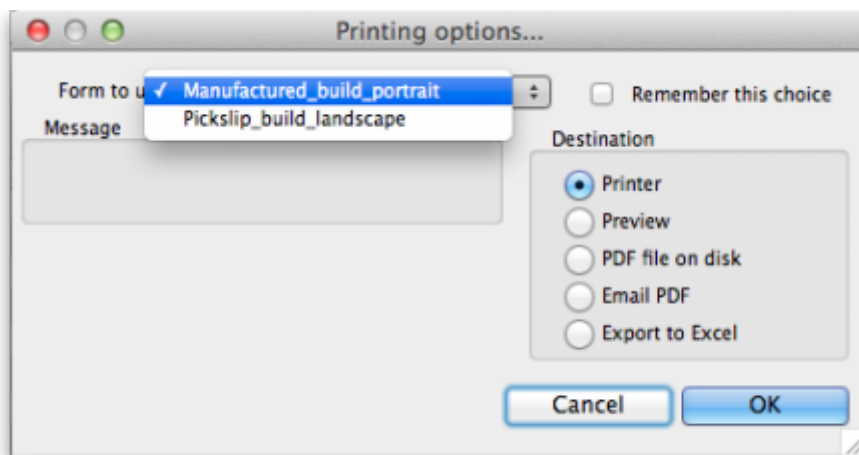 Printing options...
Form to u
✓ Manufactured_build_portrait
Pickslip_build_landscape
Remember this choice
Message
Destination
Printer
Preview
PDF file on disk
Email PDF
Export to Excel
Cancel
OK